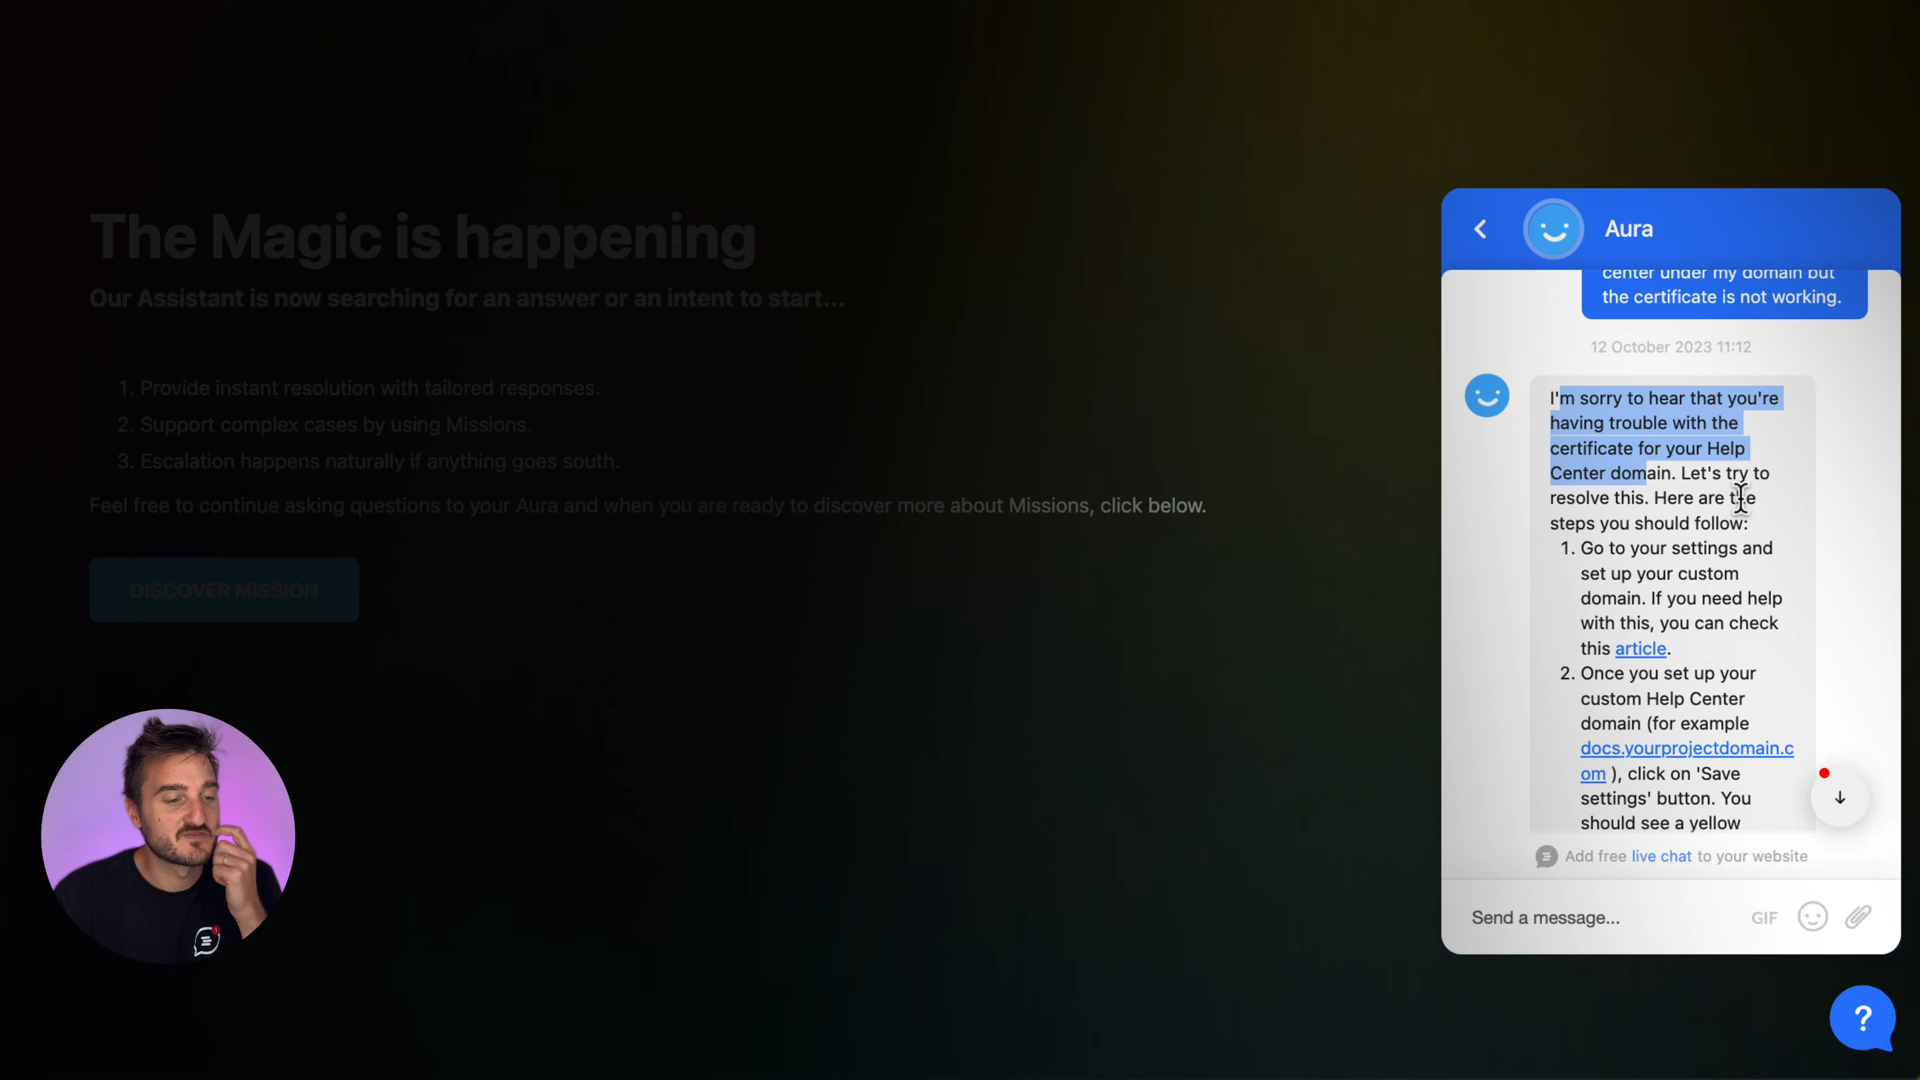 The Magic is happening
Our Assistant is now searching for an answer or an intent to start...
1. Provide instant resolution with tailored responses.
2. Support complex cases by using Missions.
3. Escalation happens naturally if anything goes south.
Feel free to continue asking questions to your Aura and when you are ready to discover more about Missions, click below.
DISCOVER MISSION
Aura
center under my domain but
the certificate is not working.
12 October 2023 11:12
I'm sorry to hear that you're
having trouble with the
certificate for your Help
Center domain. Let's try to
resolve this. Here are the
steps you should follow:
1. Go to your settings and
set up your custom
domain. If you need help
with this, you can check
this article.
2. Once you set up your
custom Help Center
domain (for example
docs.yourprojectdomain.c
om ), click on 'Save
settings' button. You
should see a yellow
Add free live chat to your website
Send a message...
GIF
?